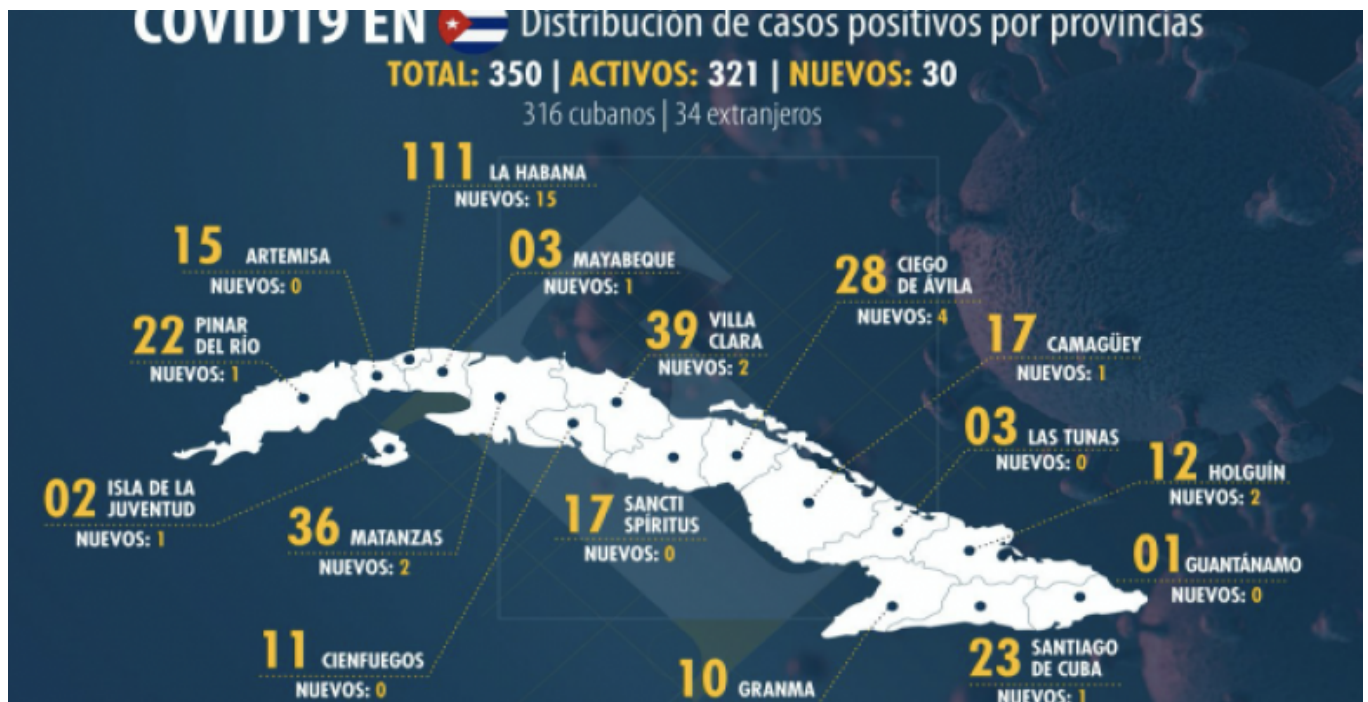 COVID19 EN Distribución de casos positivos por provincias
TOTAL: 350 | ACTIVOS: 321 | NUEVOS: 30
316 cubanos | 34 extranjeros
111 LA HABANA
NUEVOS: 15
15 ARTEMISA
NUEVOS: 0
03 MAYABEQUE
NUEVOS: 1
28 CIEGO
DE ÁVILA
NUEVOS: 4
22 PINAR
DEL RÍO
NUEVOS: 1
39 VILLA
CLARA
NUEVOS: 2
17 CAMAGÜEY
NUEVOS: 1
03 LAS TUNAS
NUEVOS: 0
12 HOLGUÍN
NUEVOS: 2
02 ISLA DE LA
JUVENTUD
NUEVOS: 1
36 MATANZAS
NUEVOS: 2
17 SANCTI
SPÍRITUS
NUEVOS: 0
01 GUANTÁNAMO
NUEVOS: 0
11 CIENFUEGOS
NUEVOS: 0
10 GRANMA
23 SANTIAGO
DE CUBA
NUEVOS: 1